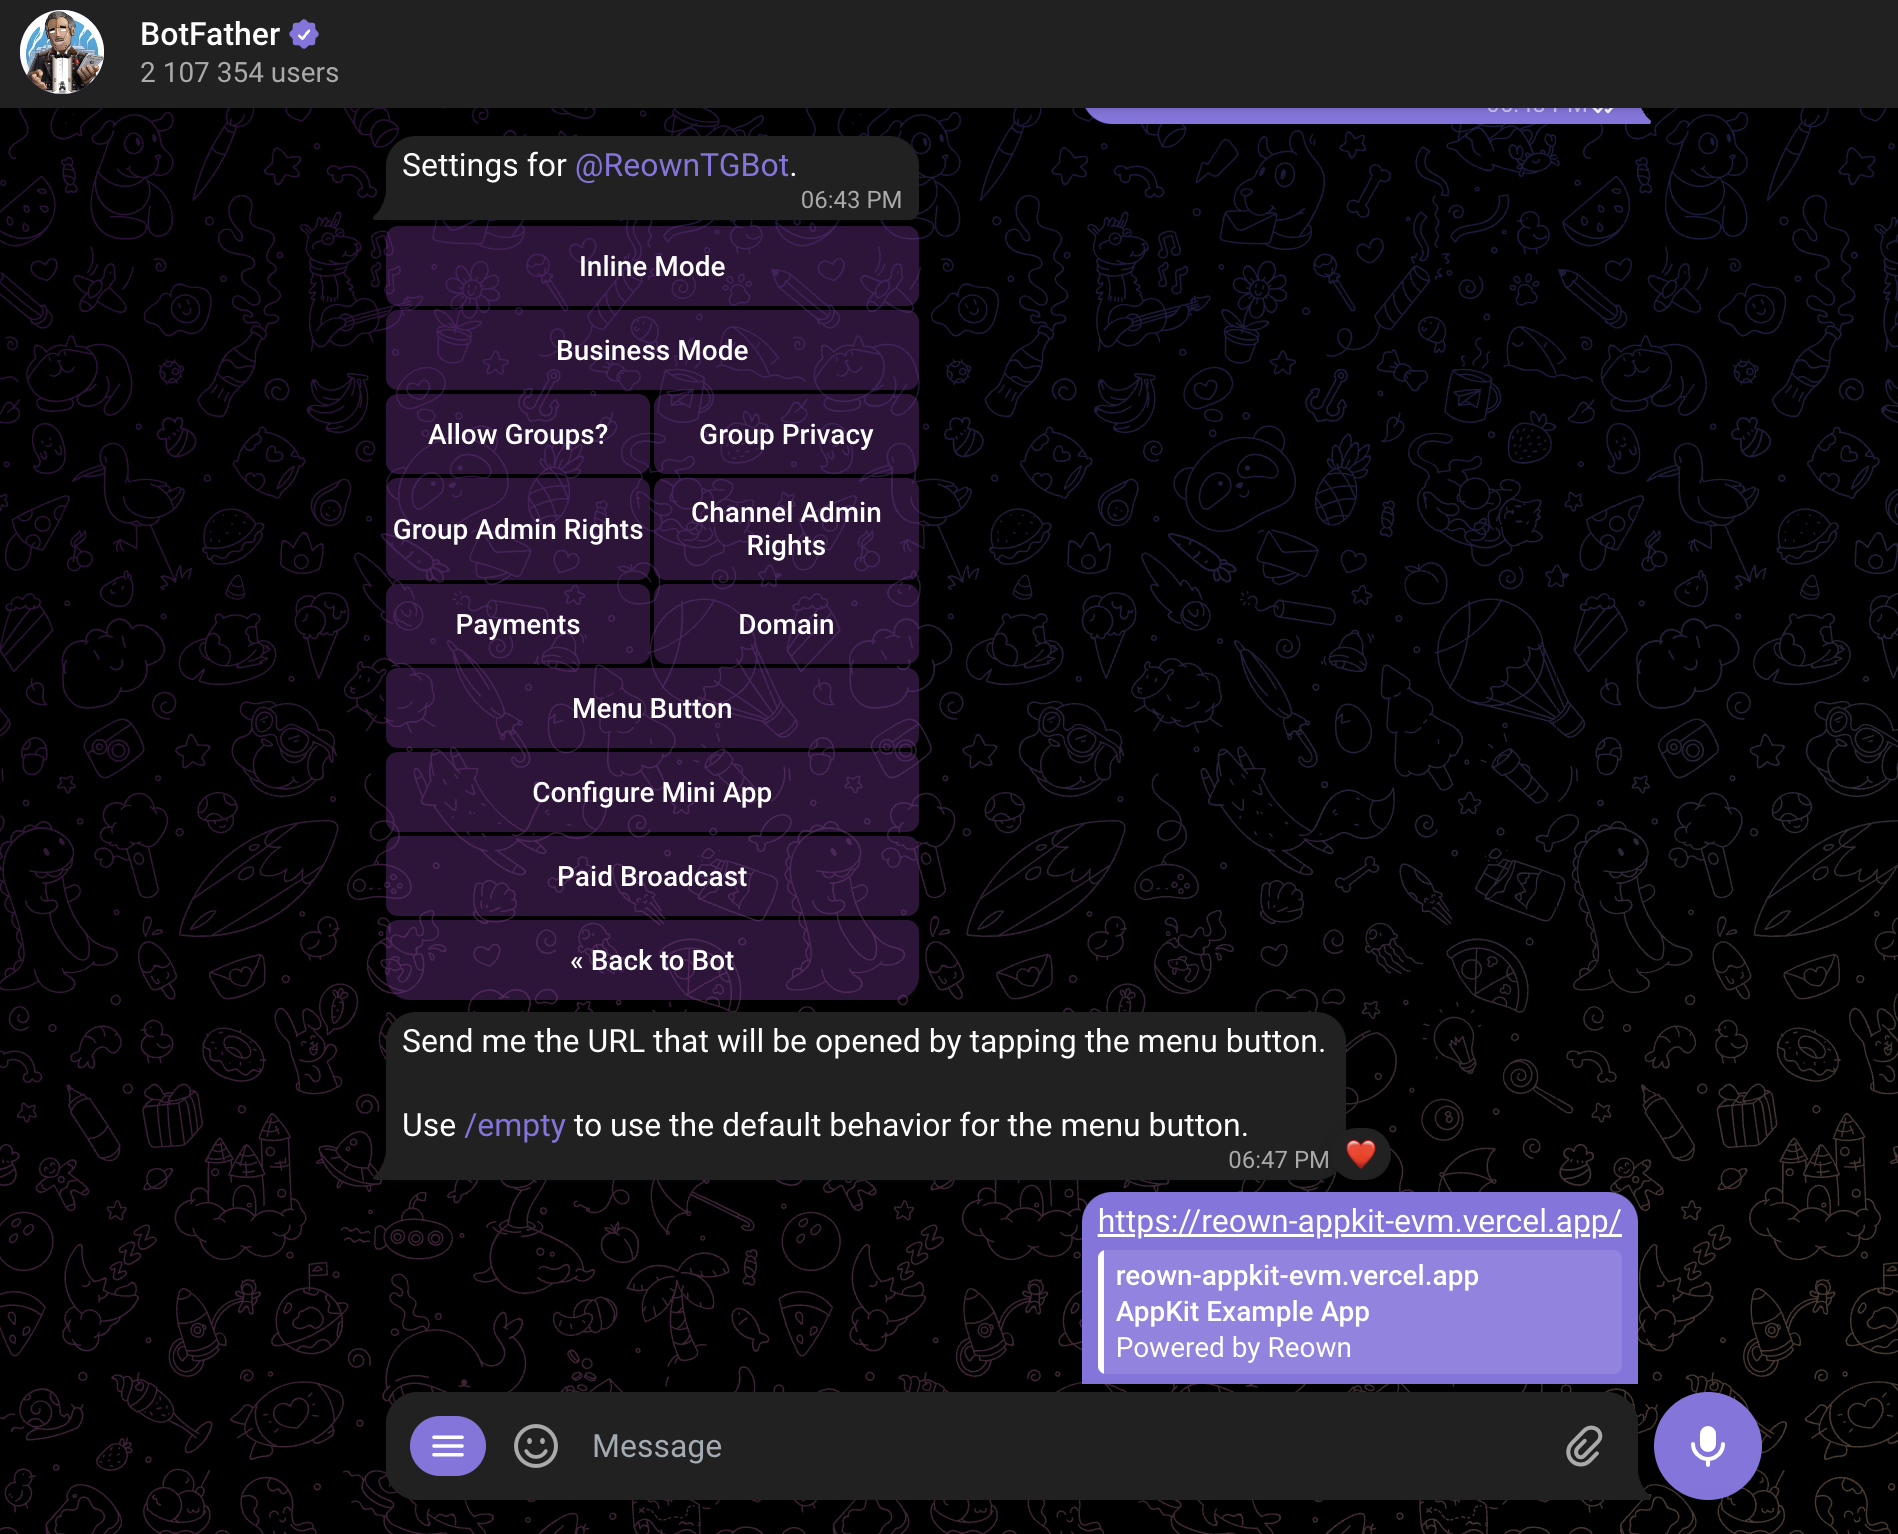 BotFather
2 107 354 users
Settings for @ReownTGBot.
06:43 PM
Inline Mode
Business Mode
Allow Groups?
Group Privacy
Group Admin Rights
Channel Admin
Rights
Payments
Domain
Menu Button
Configure Mini App
Paid Broadcast
« Back to Bot
Send me the URL that will be opened by tapping the menu button.
Use /empty to use the default behavior for the menu button.
06:47 PM
https://reown-appkit-evm.vercel.app/
reown-appkit-evm.vercel.app
AppKit Example App
Powered by Reown
Message